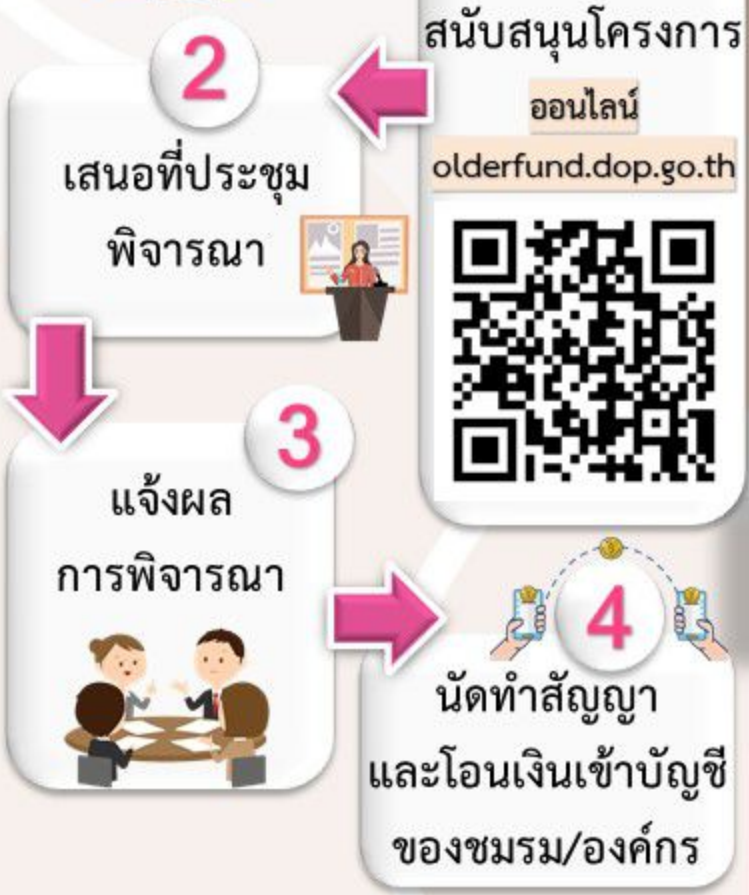 สนับสนุนโครงการ
ออนไลน์
olderfund.dop.go.th
2
เสนอที่ประชุม
พิจารณา
3
แจ้งผล
การพิจารณา
4
นัดทำสัญญา
และโอนเงินเข้าบัญชี
ของชมรม/องค์กร